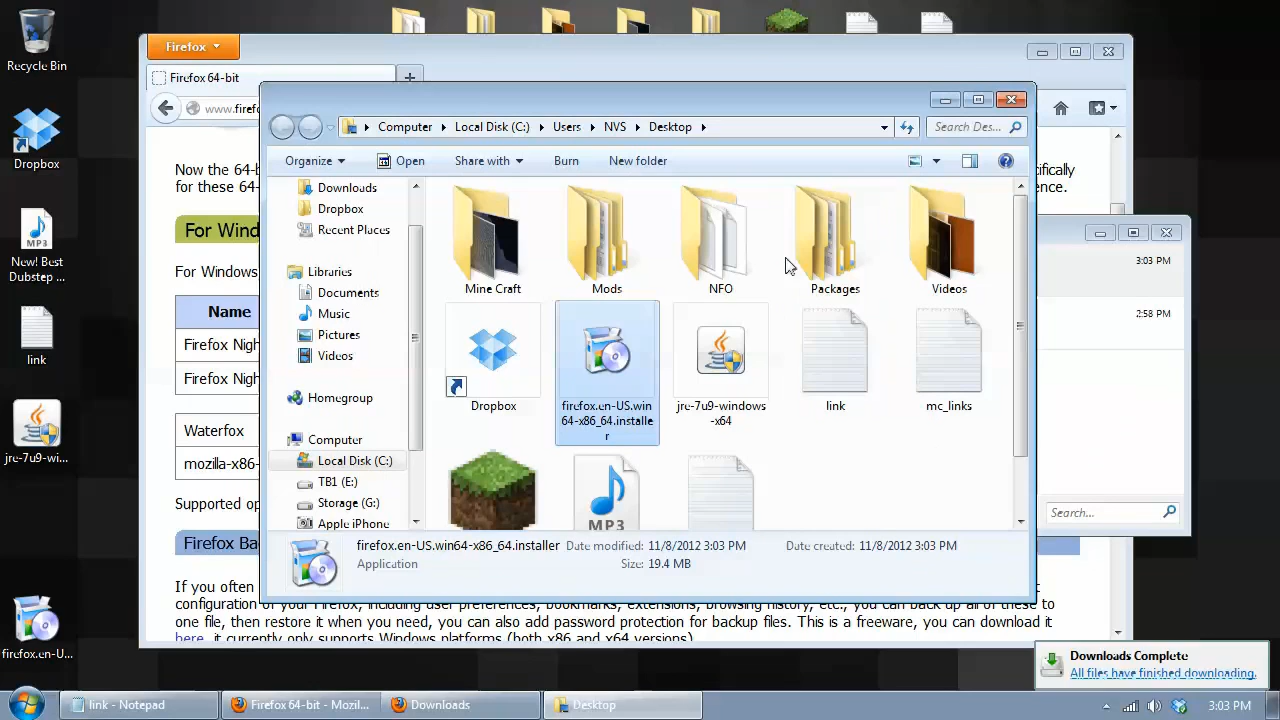 Recycle Bin
Dropbox
New! Best
Dubstep ...
link
jre-7u9-wi...
firefox.en-U...
Firefox
Firefox 64-bit
www.firefo
Now the 64-b
for these 64-
For Wind
For Windows
Name
Firefox Nigh
Firefox Nigh
Waterfox
mozilla-x86-
Supported op
Firefox Ba
If you often
configuration of your Firefox, including user preferences, bookmarks, extensions, browsing history, etc., you can back up all of these to
one file, then restore it when you need, you can also add password protection for backup files. This is a freeware, you can download it
here, it currently only supports Windows platforms (both x86 and x64 versions)
Computer
Local Disk (C:)
Users
NVS
Desktop
Search Des...
Organize
Open
Share with
Burn
New folder
Downloads
Dropbox
Recent Places
Libraries
Documents
Music
Pictures
Videos
Homegroup
Computer
Local Disk (C:)
TB1 (E:)
Storage (G:)
Apple iPhone
Mine Craft
Mods
NFO
Packages
Videos
Dropbox
firefox.en-US.win
64-x86_64.installe
r
jre-7u9-windows
-x64
link
mc_links
MP3
firefox.en-US.win64-x86_64.installer
Date modified: 11/8/2012 3:03 PM
Date created: 11/8/2012 3:03 PM
Application
Size: 19.4 MB
3:03 PM
2:58 PM
Search...
Downloads Complete
All files have finished downloading.
link - Notepad
Firefox 64-bit - Mozil...
Downloads
Desktop
3:03 PM